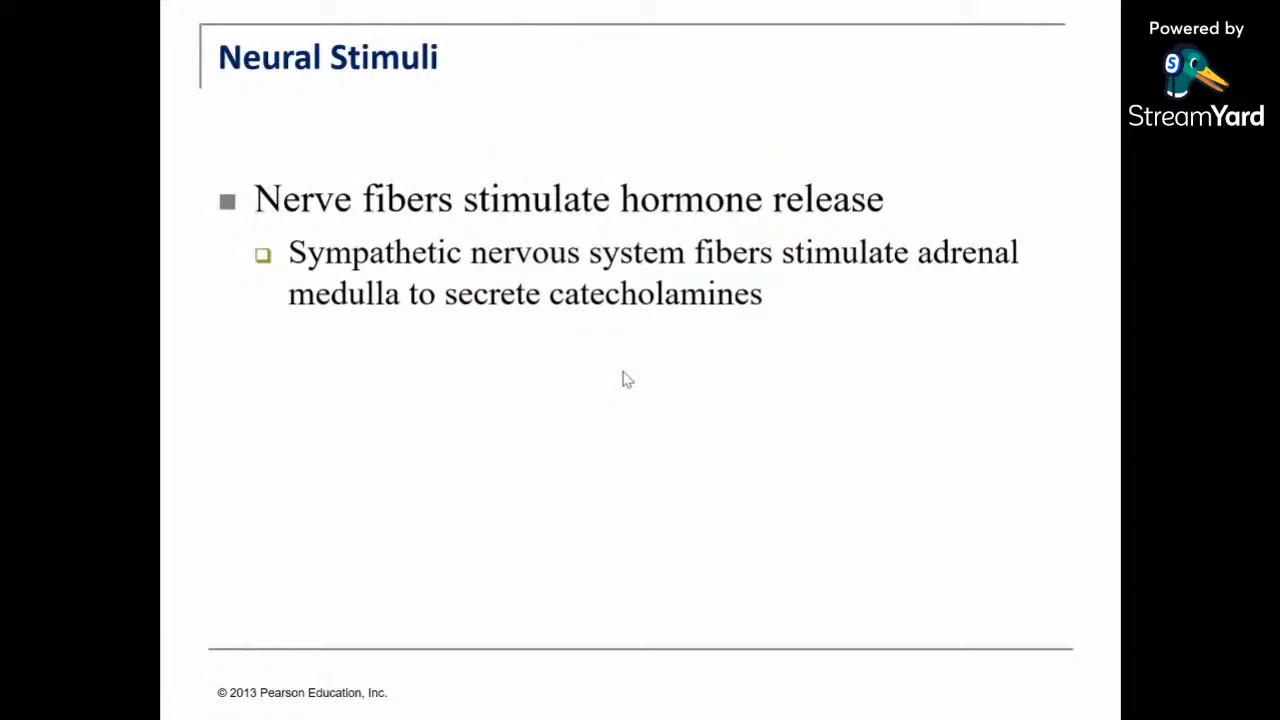 Powered by
StreamYard
Neural Stimuli
Nerve fibers stimulate hormone release
Sympathetic nervous system fibers stimulate adrenal
medulla to secrete catecholamines
© 2013 Pearson Education, Inc.